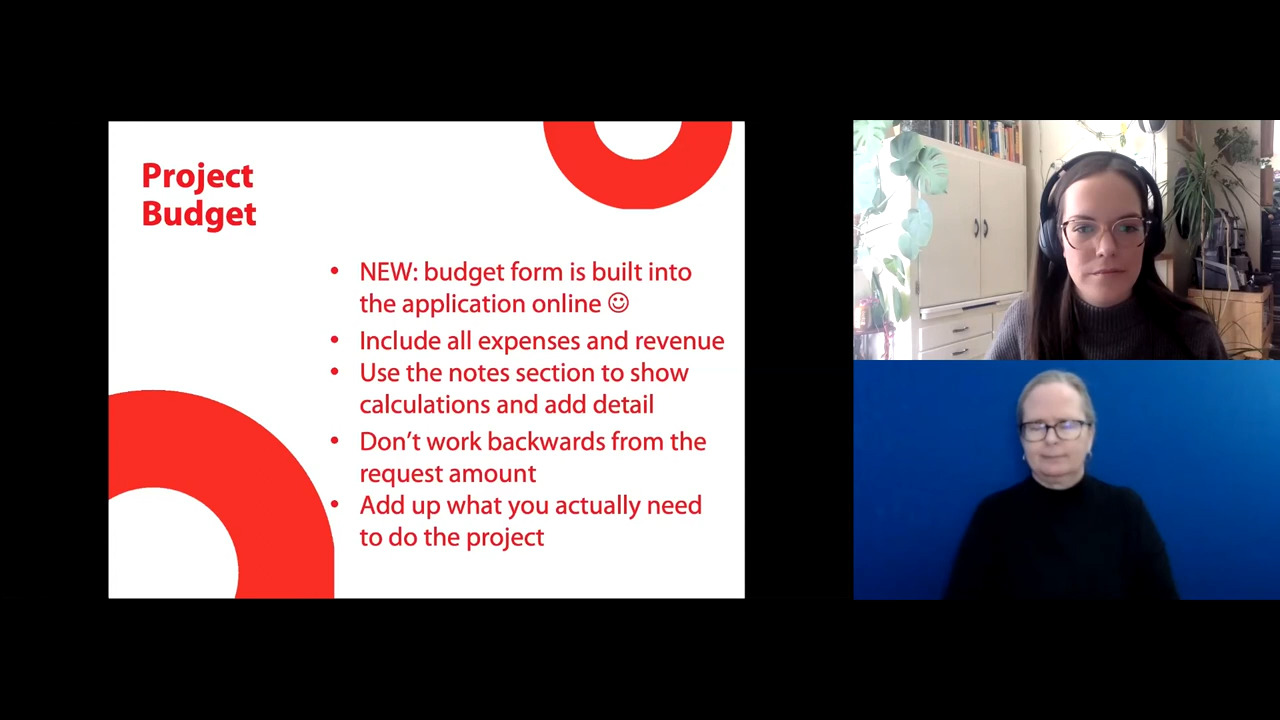 Project
Budget
• NEW: budget form is built into
the application online ☺
• Include all expenses and revenue
• Use the notes section to show
calculations and add detail
• Don’t work backwards from the
request amount
• Add up what you actually need
to do the project